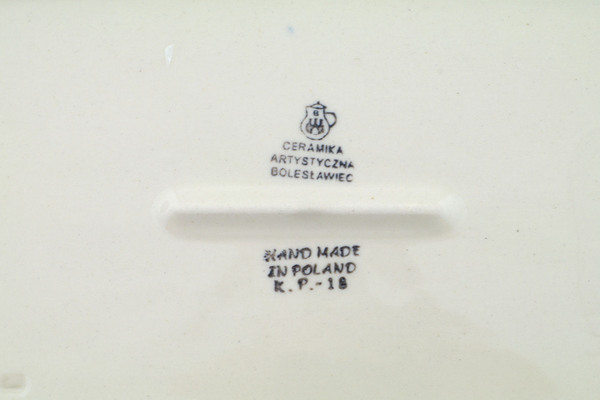 CERAMIKA
ARTYSTYCZNA
BOLESŁAWIEC
HAND MADE
IN POLAND
K. P.-18